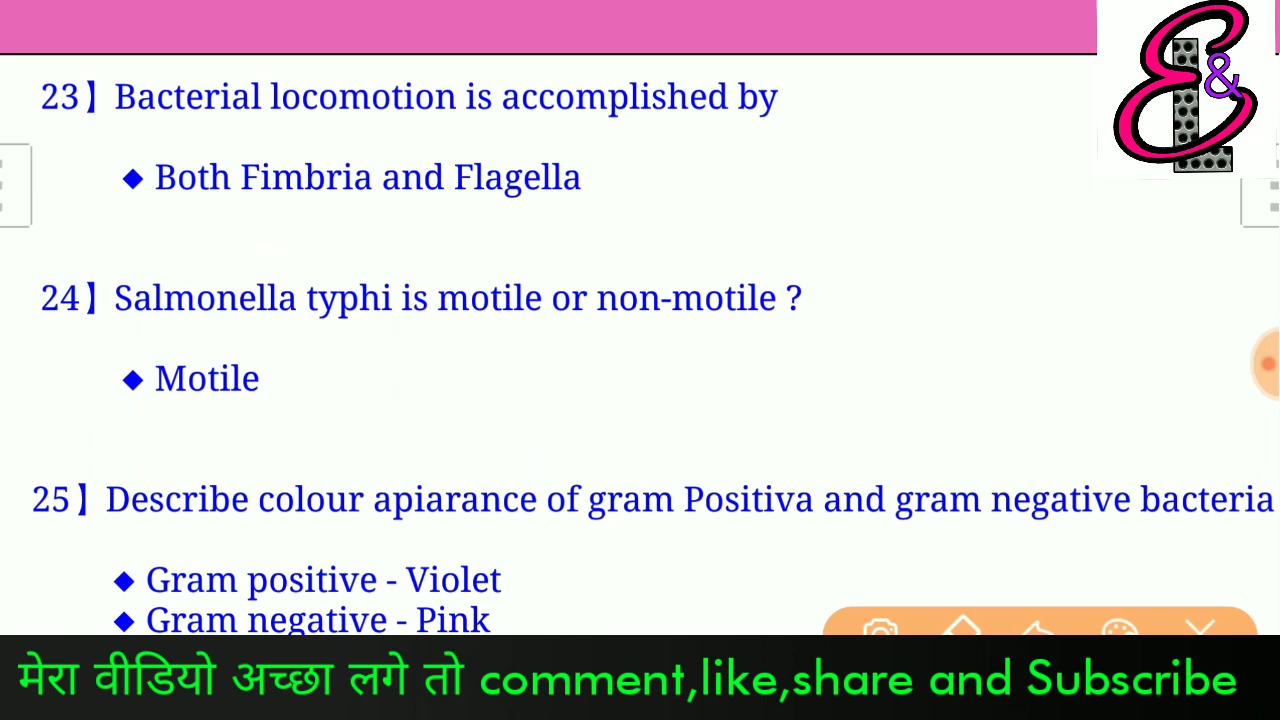 23】Bacterial locomotion is accomplished by
◆ Both Fimbria and Flagella
24】Salmonella typhi is motile or non-motile ?
◆ Motile
25】Describe colour apiarance of gram Positiva and gram negative bacteria
◆ Gram positive - Violet
◆ Gram negative - Pink
मेरा वीडियो अच्छा लगे तो comment,like,share and Subscribe
E & L